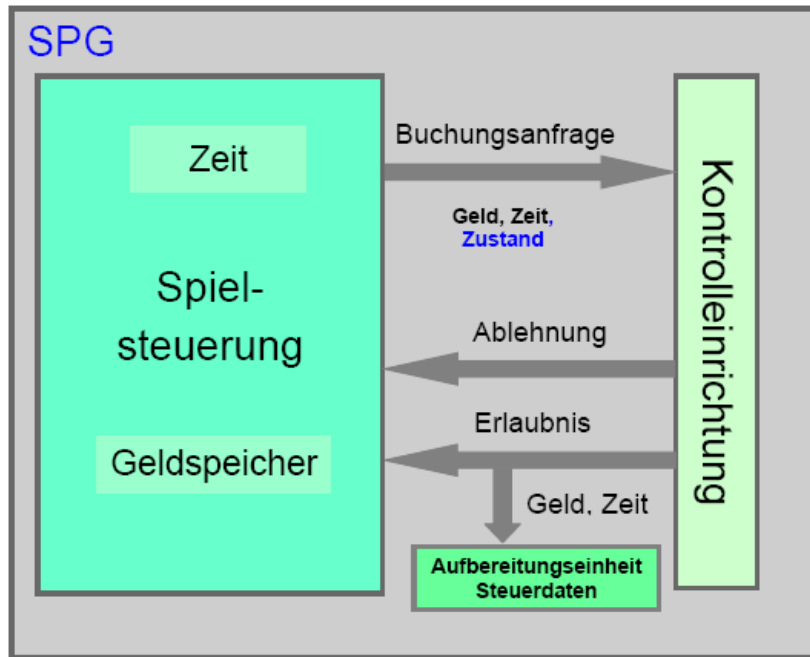 SPG
Zeit
Spiel-
steuerung
Geldspeicher
Buchungsanfrage
Geld, Zeit,
Zustand
Ablehnung
Erlaubnis
Geld, Zeit
Aufbereitungseinheit
Steuerdaten
Kontrolleinrichtung